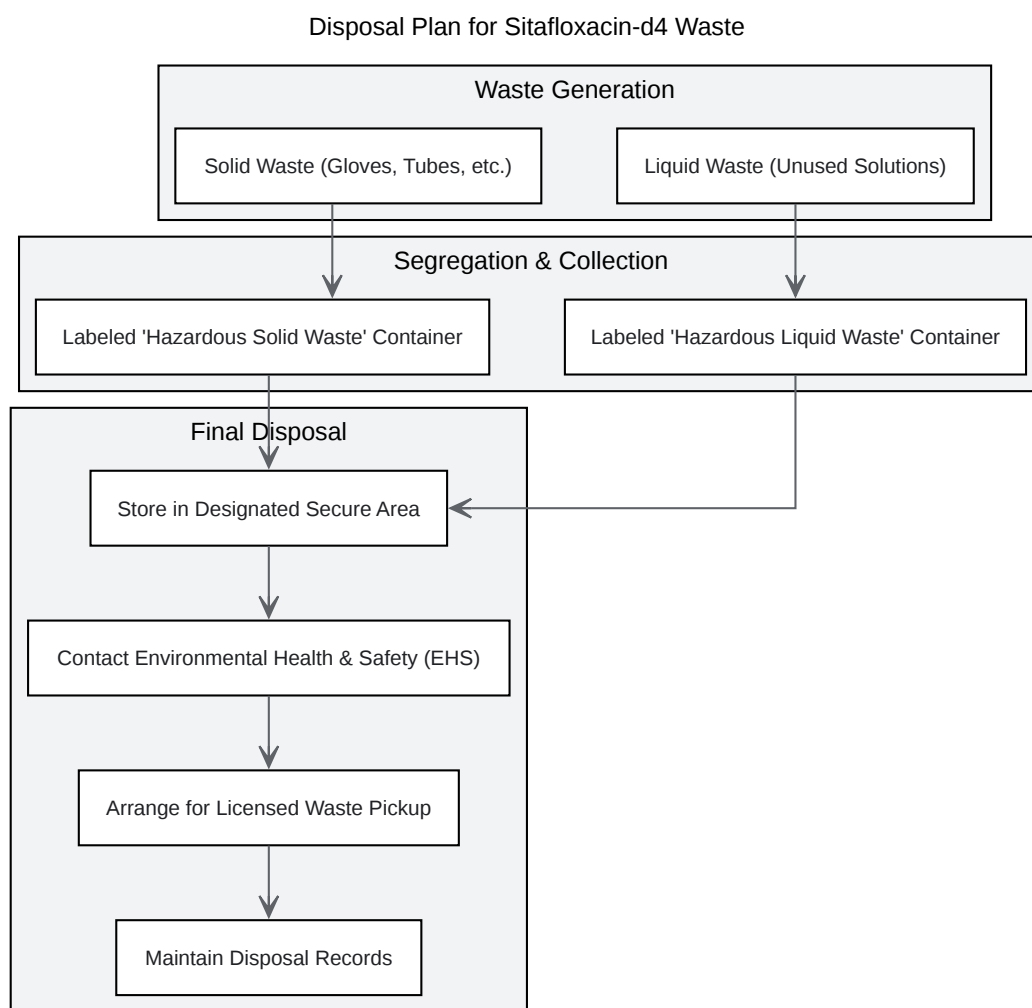 Disposal Plan for Sitafloxacin-d4 Waste
Waste Generation
Solid Waste (Gloves, Tubes, etc.)
Liquid Waste (Unused Solutions)
Segregation & Collection
Labeled 'Hazardous Solid Waste' Container
Labeled 'Hazardous Liquid Waste' Container
Final Disposal
Store in Designated Secure Area
Contact Environmental Health & Safety (EHS)
Arrange for Licensed Waste Pickup
Maintain Disposal Records